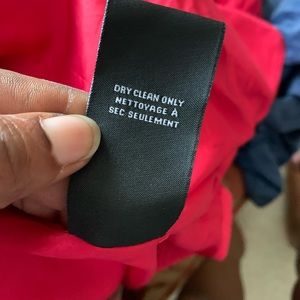 DRY CLEAN ONLY
NETTOYAGE À
SEC SEULEMENT